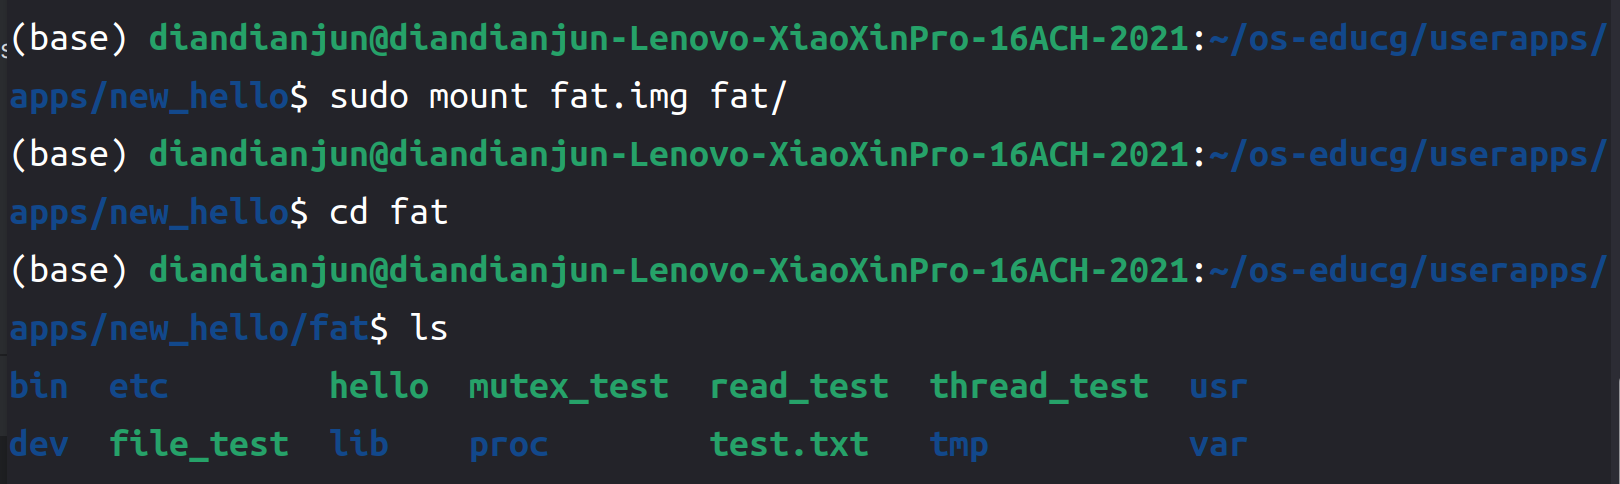 (base) diandianjun@diandianjun-Lenovo-XiaoXinPro-16ACH-2021:~/os-educg/userapps/
apps/new_hello$ sudo mount fat.img fat/
(base) diandianjun@diandianjun-Lenovo-XiaoXinPro-16ACH-2021:~/os-educg/userapps/
apps/new_hello$ cd fat
(base) diandianjun@diandianjun-Lenovo-XiaoXinPro-16ACH-2021:~/os-educg/userapps/
apps/new_hello/fat$ ls
bin  etc        hello  mutex_test  read_test  thread_test  usr
dev  file_test  lib    proc        test.txt   tmp          var